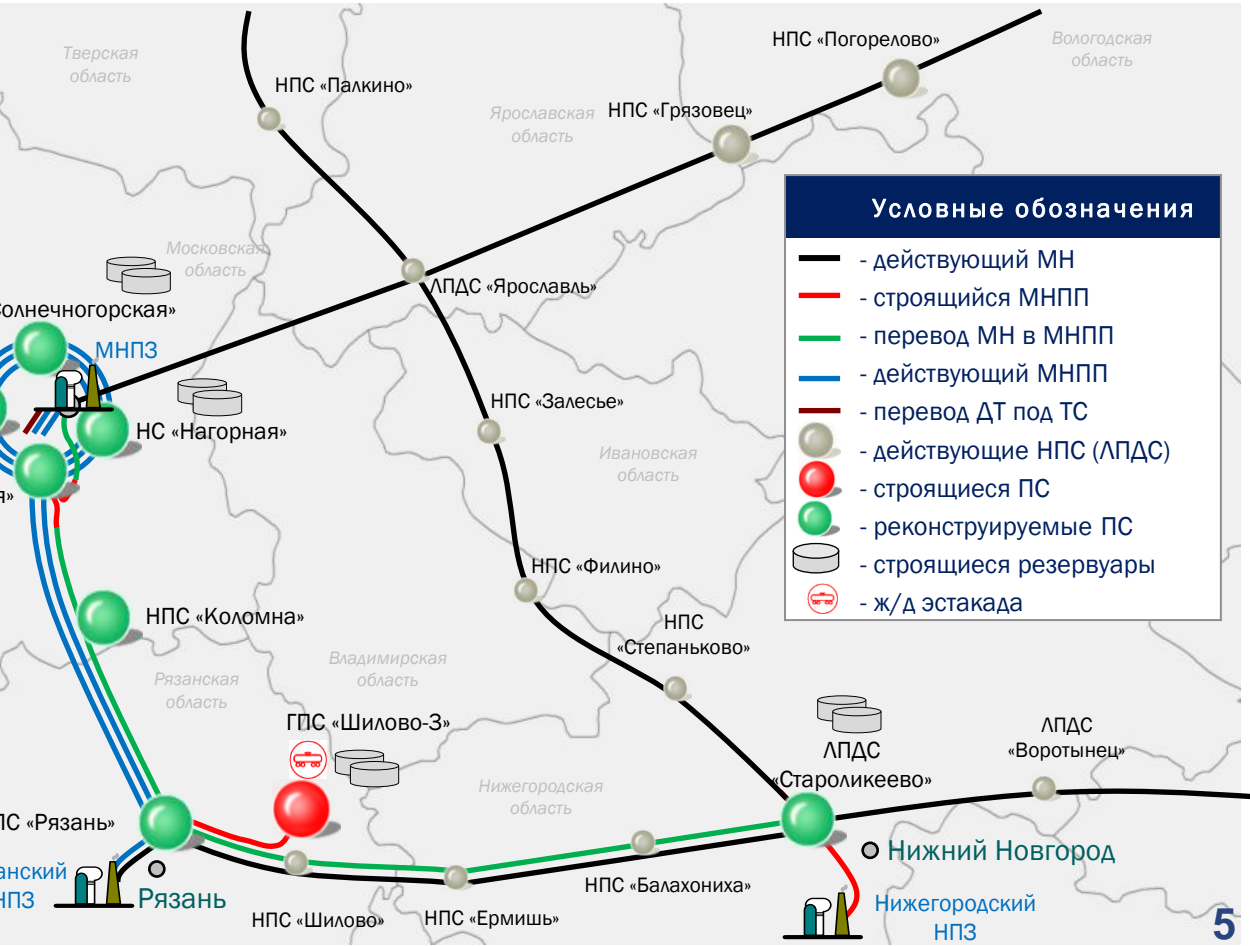 Тверская
область
НПС «Палкино»
Ярославская
область
НПС «Погорелово»
НПС «Грязовец»
Вологодская
область
Московская
область
Солнечногорская»
МНПЗ
НС «Нагорная»
я»
ЛПДС «Ярославль»
НПС «Залесье»
Ивановская
область
Условные обозначения
- действующий МН
- строящийся МНПП
- перевод МН в МНПП
- действующий МНПП
- перевод ДТ под ТС
- действующие НПС (ЛПДС)
- строящиеся ПС
- реконструируемые ПС
- строящиеся резервуары
- ж/д эстакада
НПС «Филино»
НПС «Коломна»
НПС
«Степаньково»
Рязанская
область
Владимирская
область
ГПС «Шилово-3»
Нижегородская
область
ЛПДС
«Староликеево»
ЛПДС
«Воротынец»
ПС «Рязань»
анский
НПЗ
Рязань
НПС «Шилово»
НПС «Ермишь»
НПС «Балахониха»
Нижний Новгород
Нижегородский
НПЗ
5